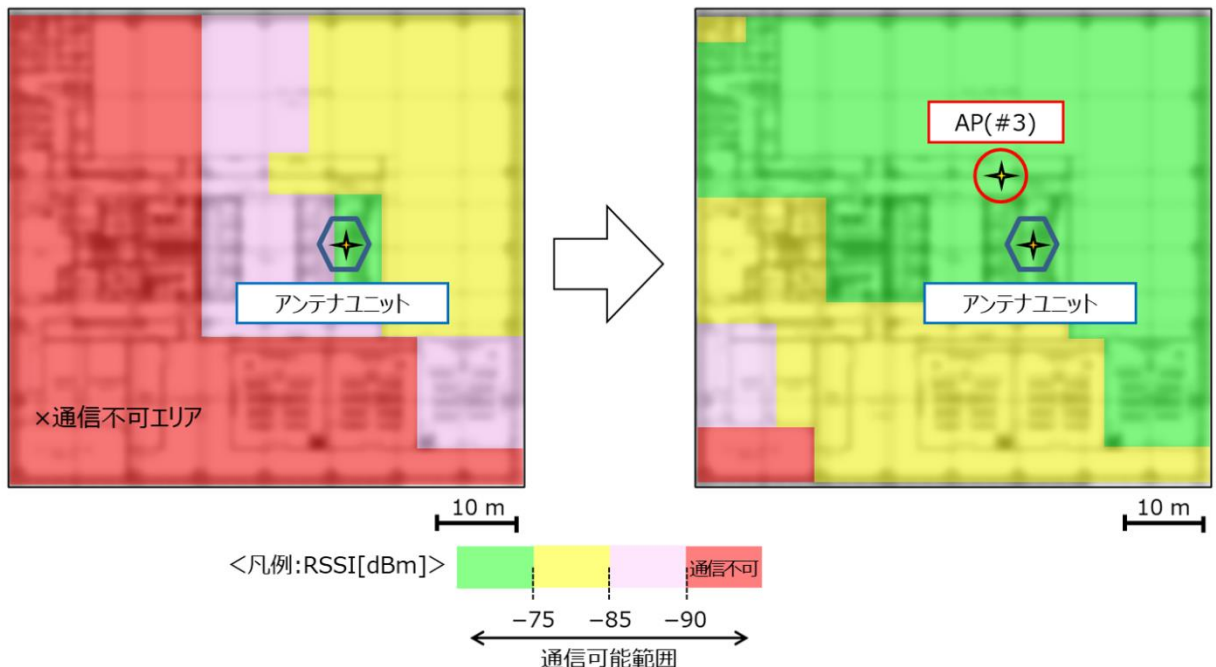 AP(#3)
アンテナユニット
アンテナユニット
×通信不可エリア
10 m
10 m
<凡例:RSSI[dBm]>
通信不可
−75 −85 −90
通信可能範囲